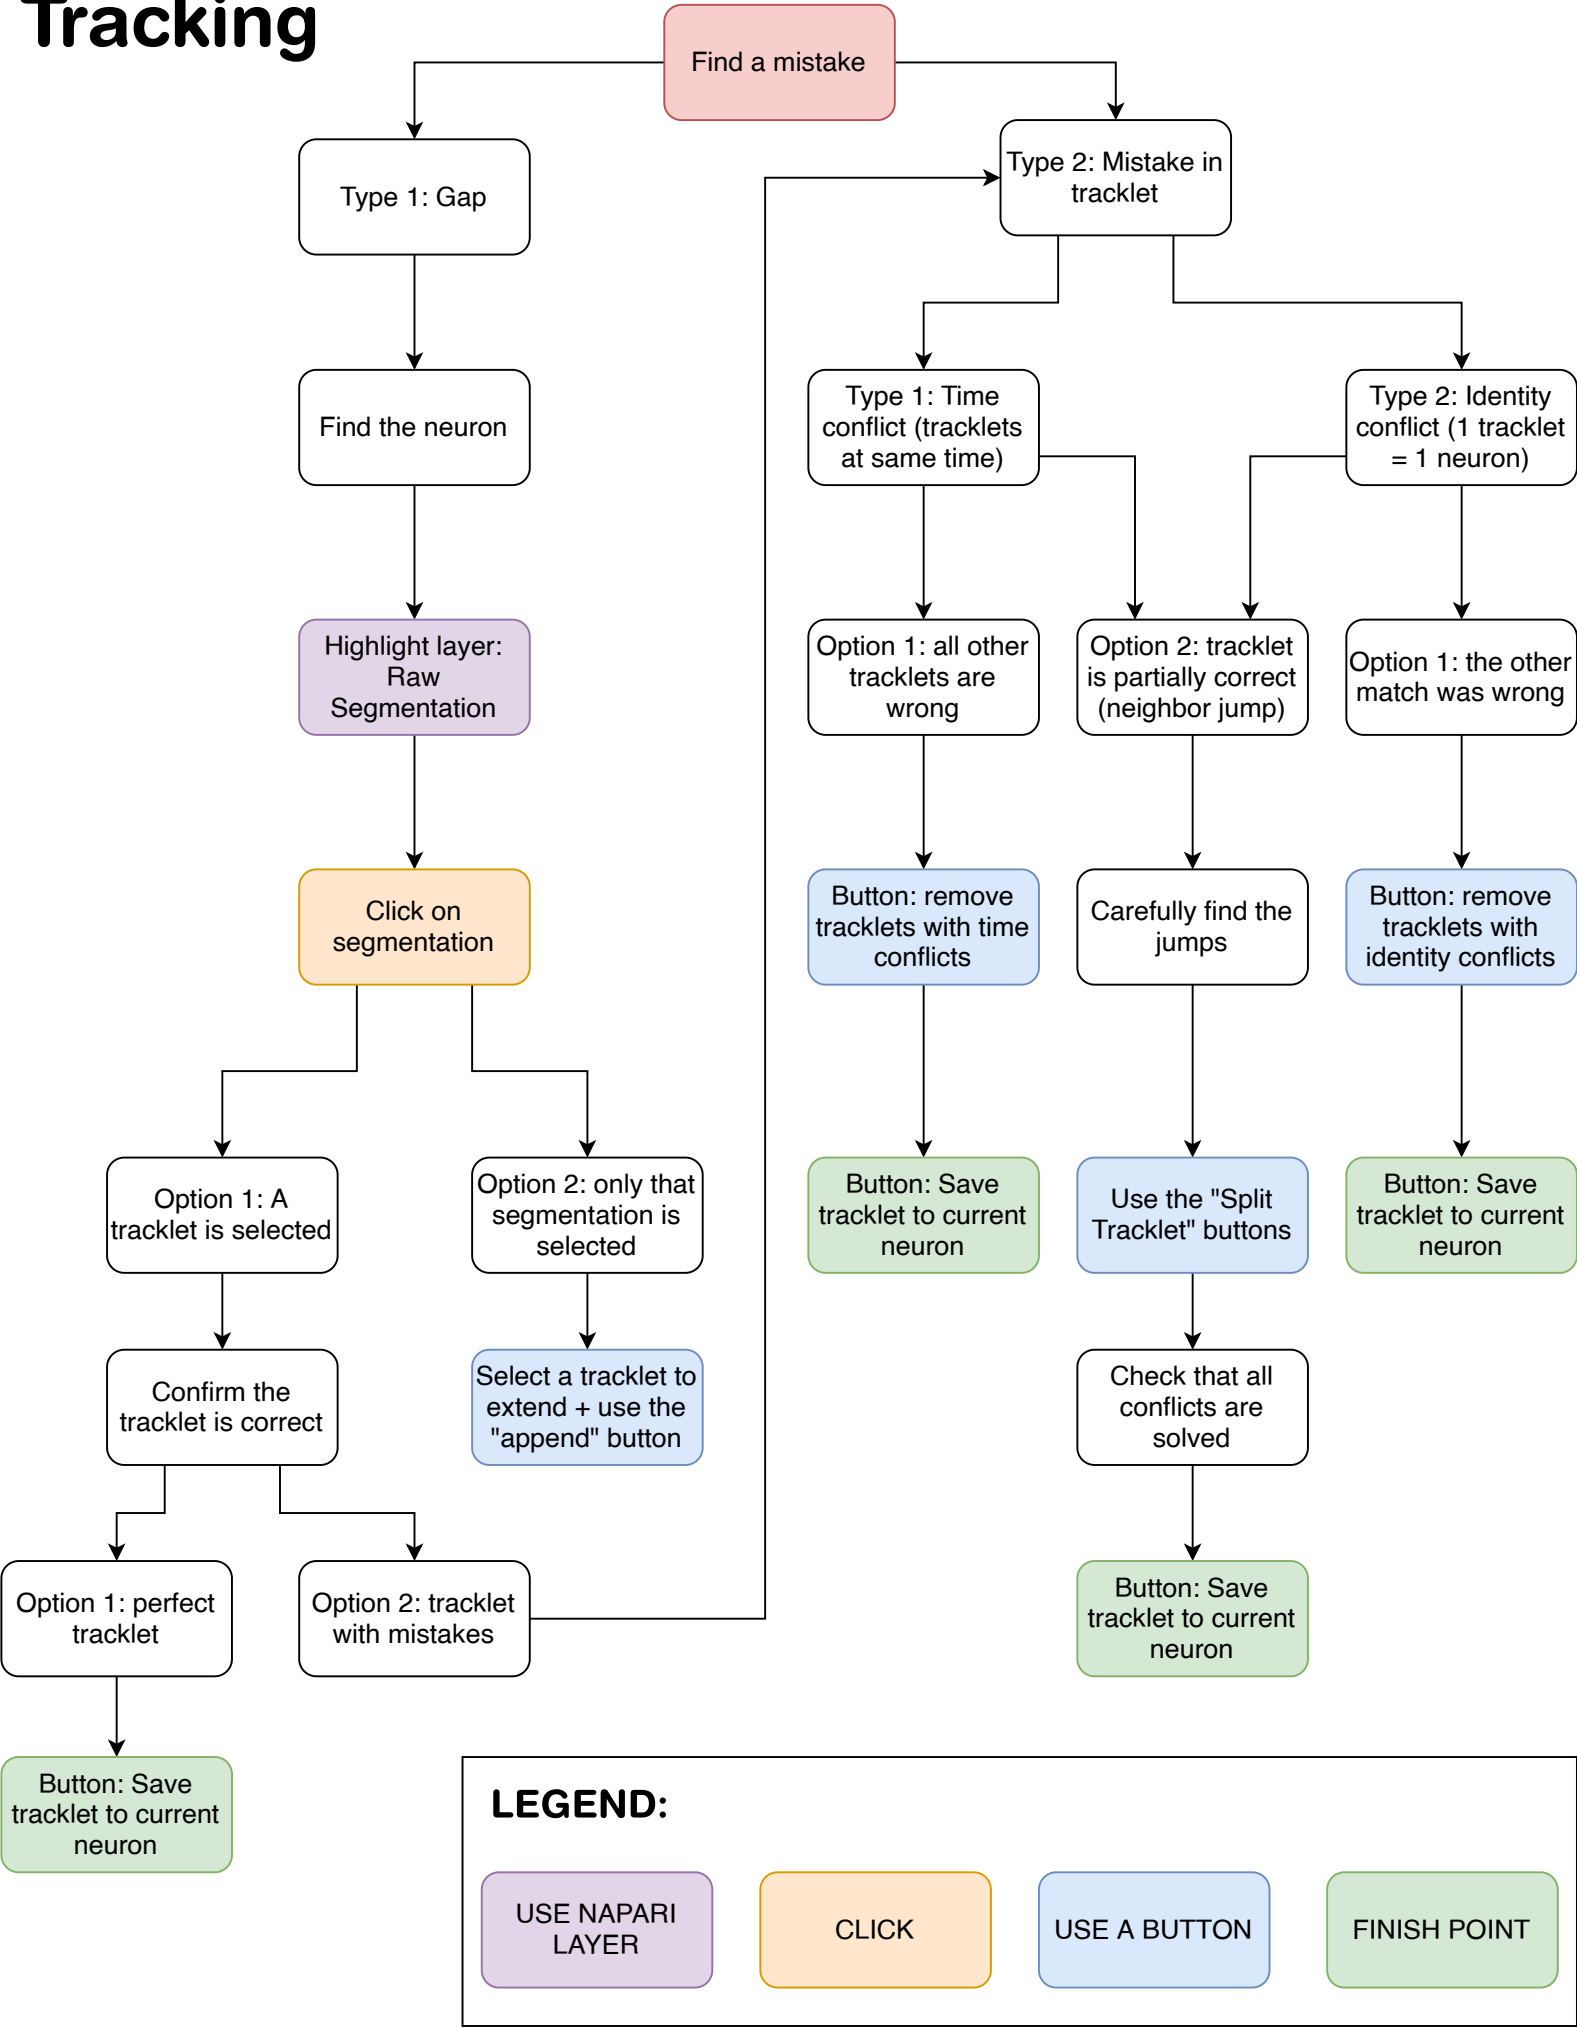 Tracking
Find a mistake
Type 1: Gap
Type 2: Mistake in
tracklet
Find the neuron
Type 1: Time
conflict (tracklets
at same time)
Type 2: Identity
conflict (1 tracklet
= 1 neuron)
Highlight layer:
Raw
Segmentation
Option 1: all other
tracklets are
wrong
Option 2: tracklet
is partially correct
(neighbor jump)
Option 1: the other
match was wrong
Click on
segmentation
Button: remove
tracklets with time
conflicts
Carefully find the
jumps
Button: remove
tracklets with
identity conflicts
Option 1: A
tracklet is selected
Option 2: only that
segmentation is
selected
Button: Save
tracklet to current
neuron
Use the "Split
Tracklet" buttons
Button: Save
tracklet to current
neuron
Confirm the
tracklet is correct
Select a tracklet to
extend + use the
"append" button
Check that all
conflicts are
solved
Option 1: perfect
tracklet
Option 2: tracklet
with mistakes
Button: Save
tracklet to current
neuron
Button: Save
tracklet to current
neuron
LEGEND:
USE NAPARI
LAYER
CLICK
USE A BUTTON
FINISH POINT